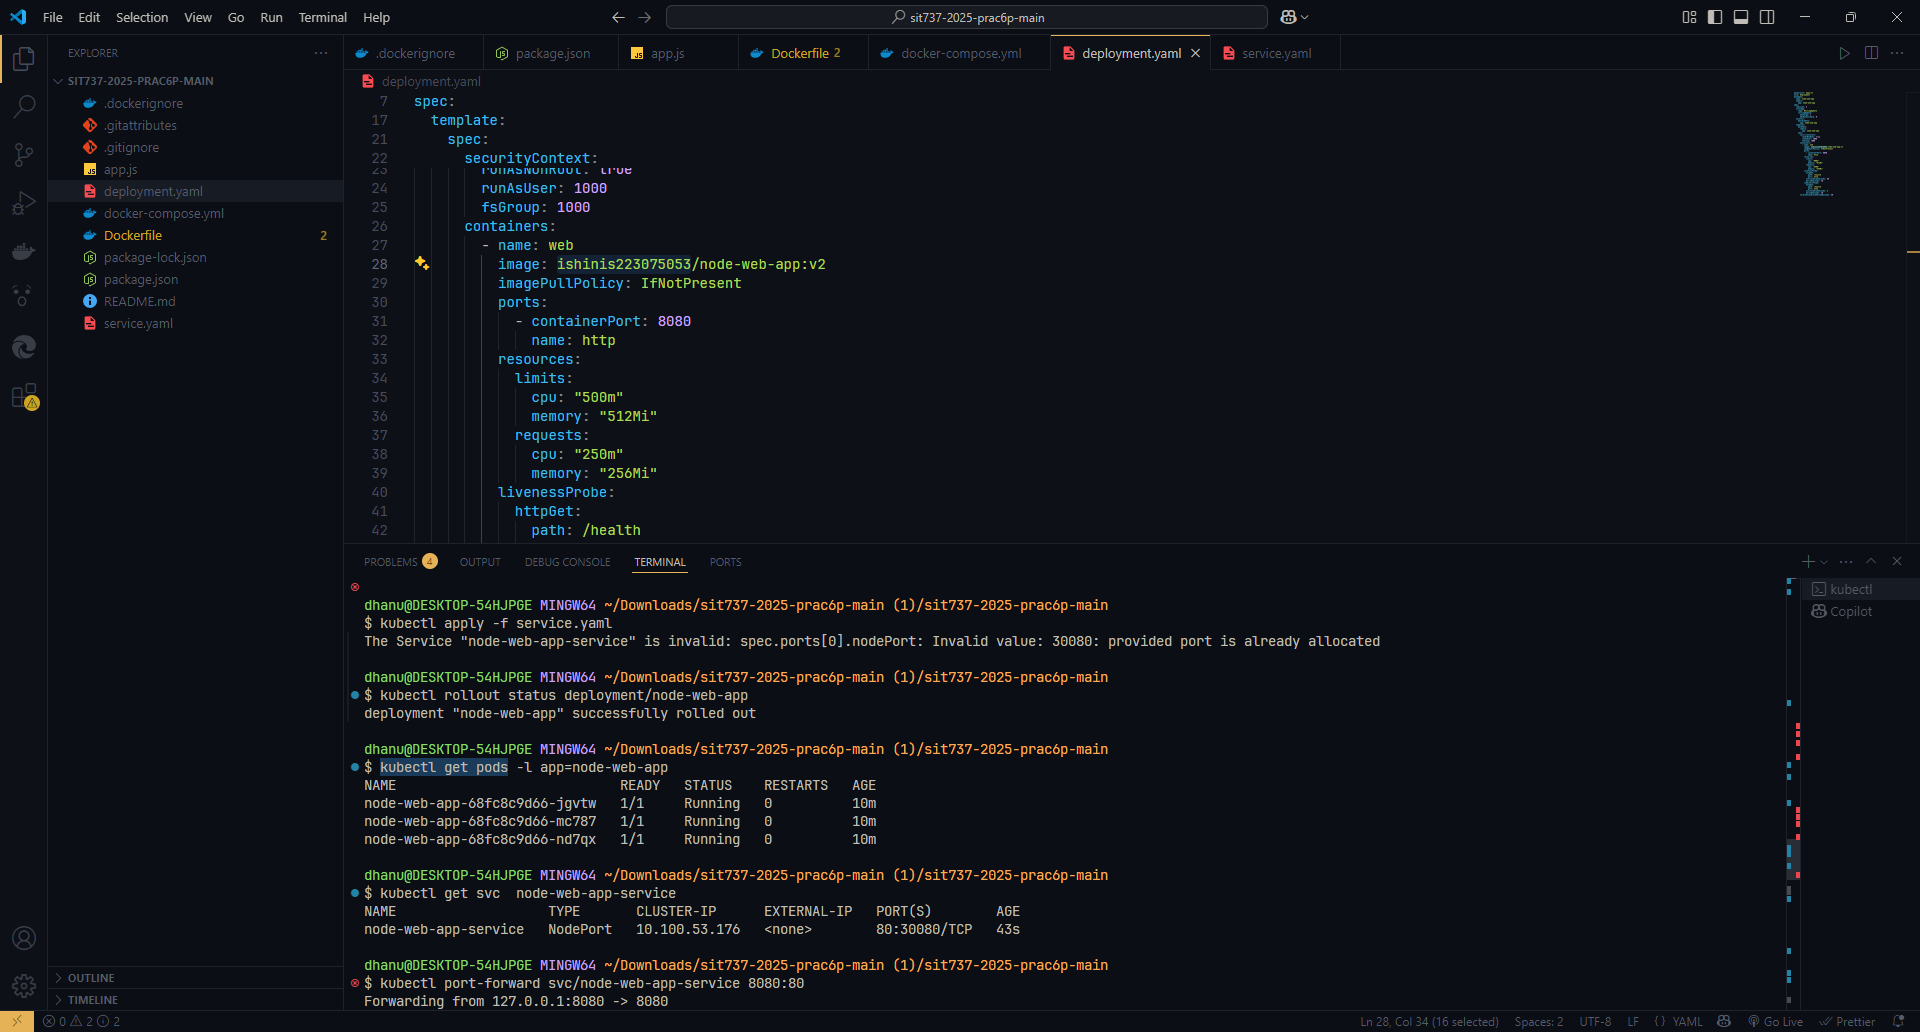 File Edit Selection View Go Run Terminal Help
sit737-2025-prac6p-main
EXPLORER
SIT737-2025-PRAC6P-MAIN
.dockerignore
.gitattributes
.gitignore
app.js
deployment.yaml
docker-compose.yml
Dockerfile 2
package-lock.json
package.json
README.md
service.yaml
OUTLINE
TIMELINE
.dockerignore package.json app.js Dockerfile 2 docker-compose.yml deployment.yaml service.yaml
deployment.yaml
7 spec:
17 template:
21 spec:
22 securityContext:
23 runAsNonRoot: true
24 runAsUser: 1000
25 fsGroup: 1000
26 containers:
27 - name: web
28 image: ishinis223075053/node-web-app:v2
29 imagePullPolicy: IfNotPresent
30 ports:
31 - containerPort: 8080
32 name: http
33 resources:
34 limits:
35 cpu: "500m"
36 memory: "512Mi"
37 requests:
38 cpu: "250m"
39 memory: "256Mi"
40 livenessProbe:
41 httpGet:
42 path: /health
PROBLEMS 4 OUTPUT DEBUG CONSOLE TERMINAL PORTS
dhanu@DESKTOP-54HJPGE MINGW64 ~/Downloads/sit737-2025-prac6p-main (1)/sit737-2025-prac6p-main
$ kubectl apply -f service.yaml
The Service "node-web-app-service" is invalid: spec.ports[0].nodePort: Invalid value: 30080: provided port is already allocated
dhanu@DESKTOP-54HJPGE MINGW64 ~/Downloads/sit737-2025-prac6p-main (1)/sit737-2025-prac6p-main
$ kubectl rollout status deployment/node-web-app
deployment "node-web-app" successfully rolled out
dhanu@DESKTOP-54HJPGE MINGW64 ~/Downloads/sit737-2025-prac6p-main (1)/sit737-2025-prac6p-main
$ kubectl get pods -l app=node-web-app
NAME READY STATUS RESTARTS AGE
node-web-app-68fc8c9d66-jgvtw 1/1 Running 0 10m
node-web-app-68fc8c9d66-mc787 1/1 Running 0 10m
node-web-app-68fc8c9d66-nd7qx 1/1 Running 0 10m
dhanu@DESKTOP-54HJPGE MINGW64 ~/Downloads/sit737-2025-prac6p-main (1)/sit737-2025-prac6p-main
$ kubectl get svc  node-web-app-service
NAME TYPE CLUSTER-IP EXTERNAL-IP PORT(S) AGE
node-web-app-service NodePort 10.100.53.176 <none> 80:30080/TCP 43s
dhanu@DESKTOP-54HJPGE MINGW64 ~/Downloads/sit737-2025-prac6p-main (1)/sit737-2025-prac6p-main
$ kubectl port-forward svc/node-web-app-service 8080:80
Forwarding from 127.0.0.1:8080 -> 8080
kubectl
Copilot
0 2 2
Ln 28, Col 34 (16 selected) Spaces: 2 UTF-8 LF { } YAML Go Live Prettier